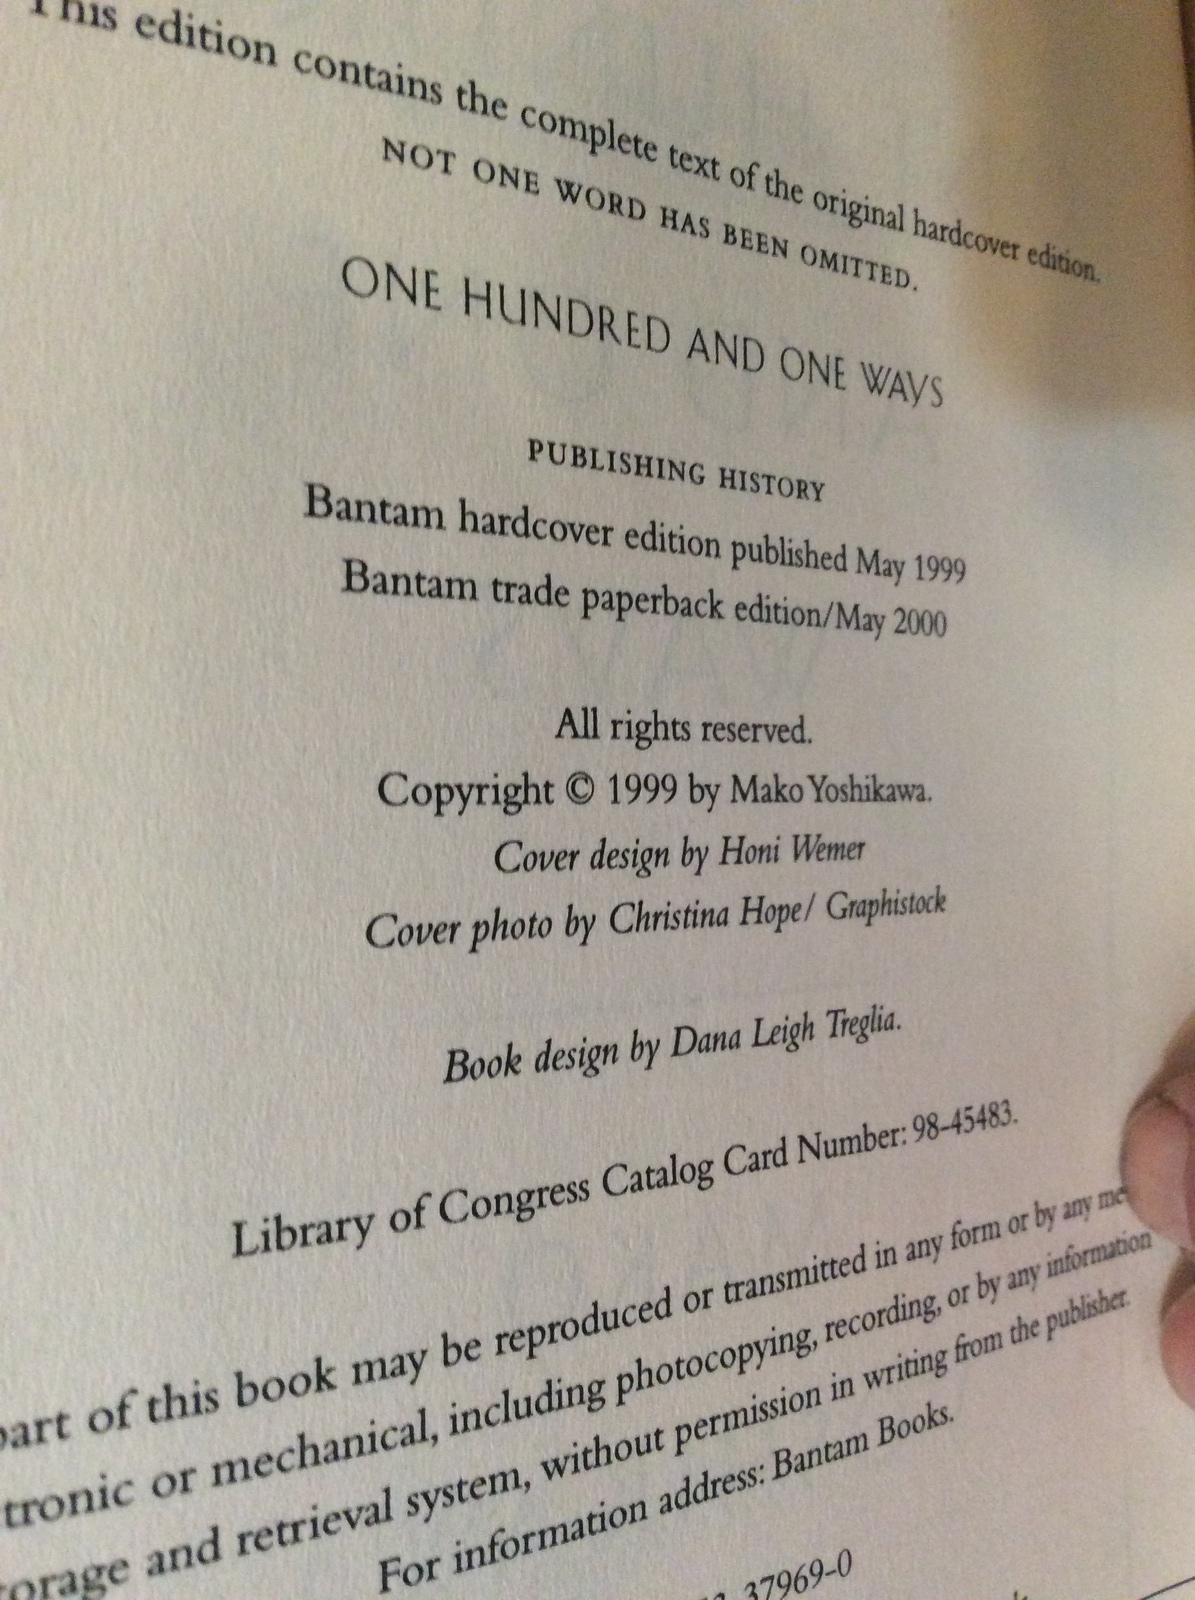 This edition contains the complete text of the original hardcover edition.
NOT ONE WORD HAS BEEN OMITTED.
ONE HUNDRED AND ONE WAYS
PUBLISHING HISTORY
Bantam hardcover edition published May 1999
Bantam trade paperback edition/May 2000
All rights reserved.
Copyright © 1999 by Mako Yoshikawa.
Cover design by Honi Werner
Cover photo by Christina Hope/ Graphistock
Book design by Dana Leigh Treglia.
Library of Congress Catalog Card Number: 98-45483.
part of this book may be reproduced or transmitted in any form or by any me
tronic or mechanical, including photocopying, recording, or by any information
torage and retrieval system, without permission in writing from the publisher.
For information address: Bantam Books.
37969-0